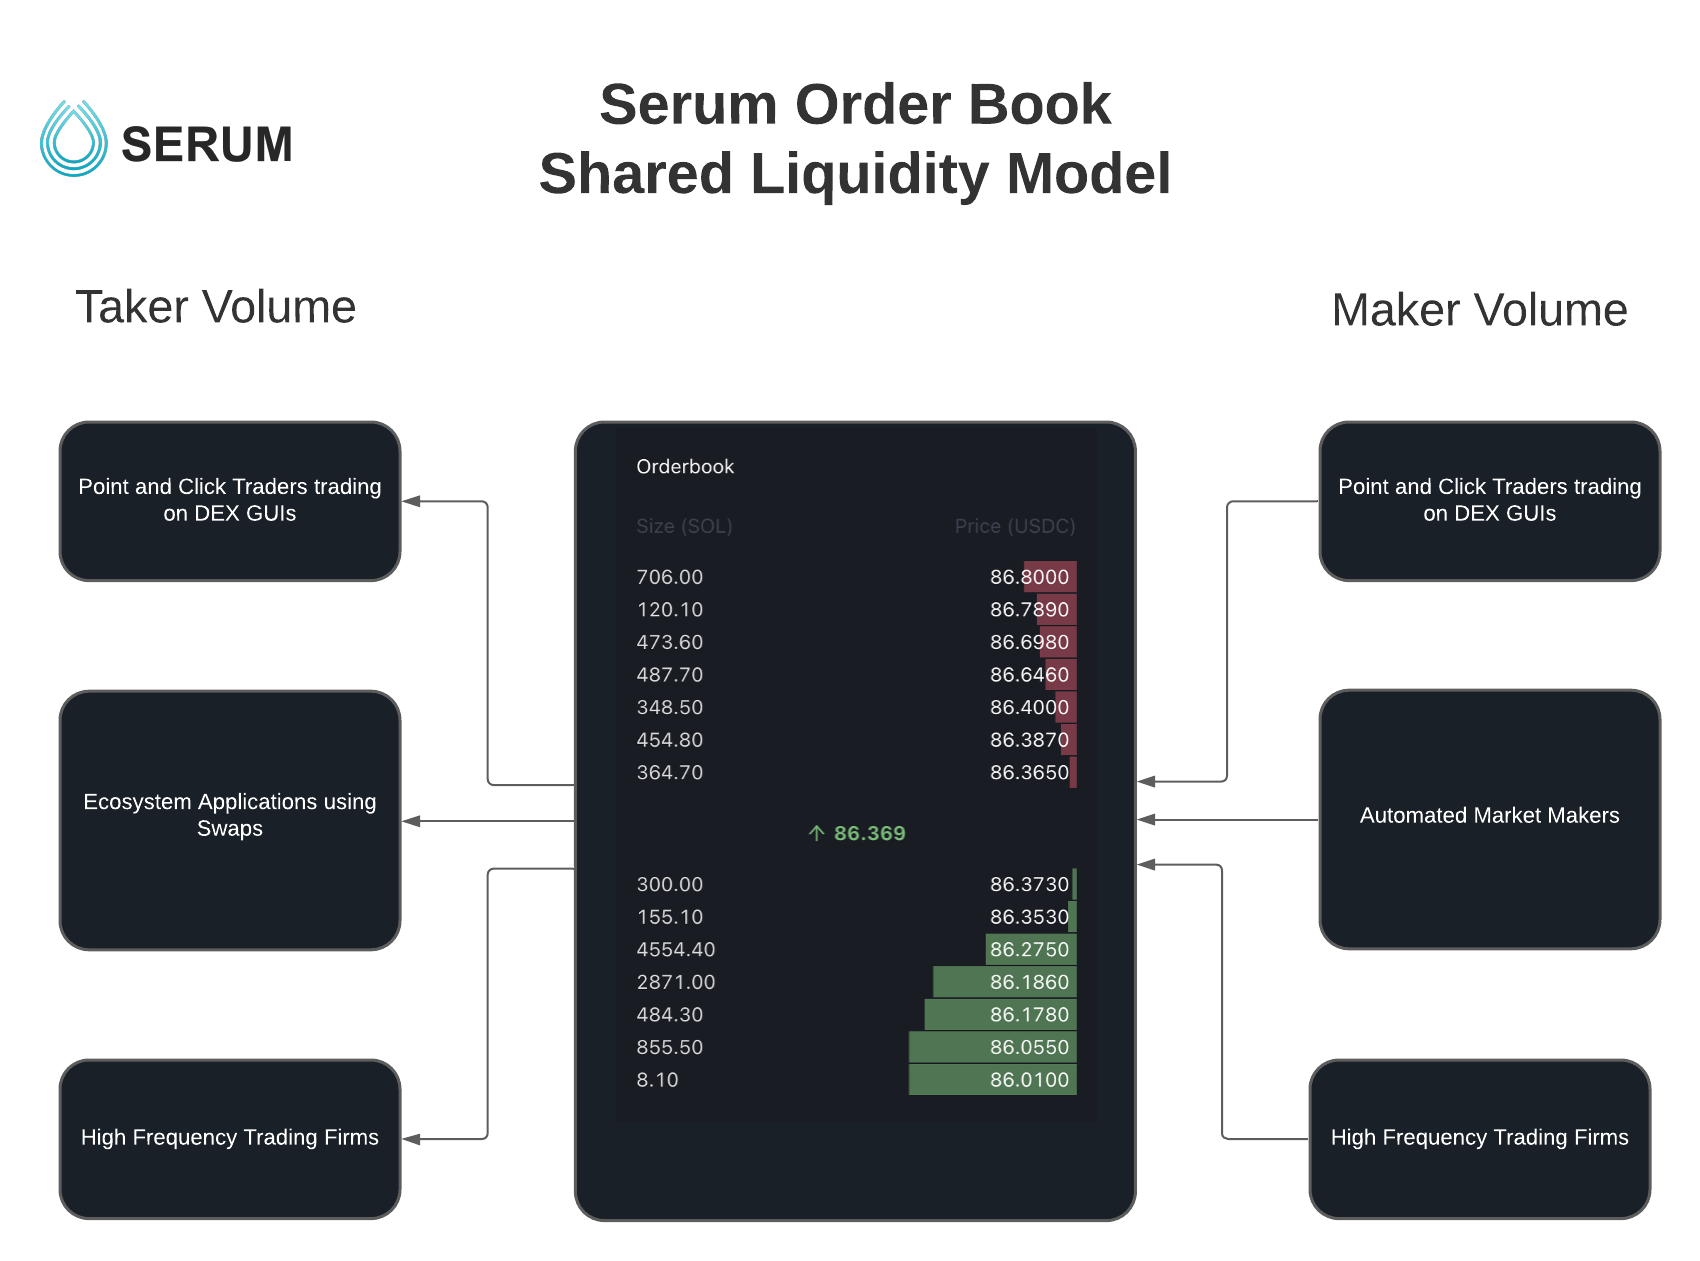 SERUM
Serum Order Book
Shared Liquidity Model
Taker Volume
Maker Volume
Point and Click Traders trading
on DEX GUIs
Ecosystem Applications using
Swaps
High Frequency Trading Firms
Orderbook
Size (SOL) Price (USDC)
706.00 86.8000
120.10 86.7890
473.60 86.6980
487.70 86.6460
348.50 86.4000
454.80 86.3870
364.70 86.3650
↑ 86.369
300.00 86.3730
155.10 86.3530
4554.40 86.2750
2871.00 86.1860
484.30 86.1780
855.50 86.0550
8.10 86.0100
Point and Click Traders trading
on DEX GUIs
Automated Market Makers
High Frequency Trading Firms